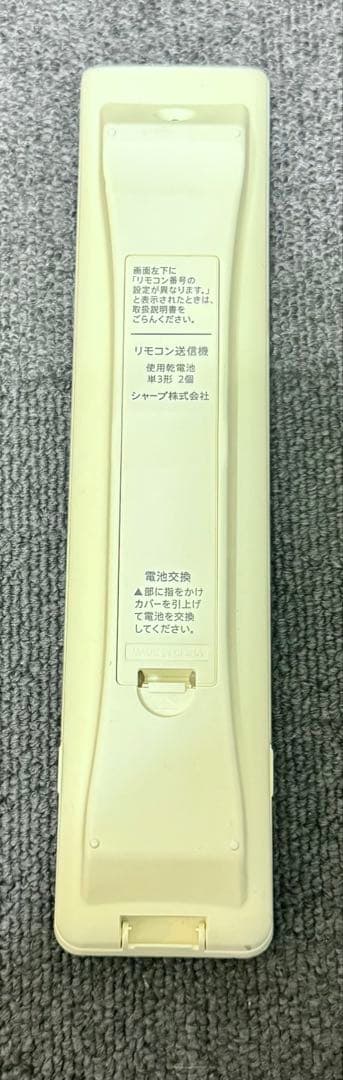 画面左下に
「リモコン番号の
設定が異なります。」
と表示されたときは、
取扱説明書を
ごらんください。
リモコン送信機
使用乾電池
単3形 2個
シャープ株式会社
電池交換
▲部に指をかけ
カバーを引上げ
て電池を交換
してください。
MADE IN CHINA